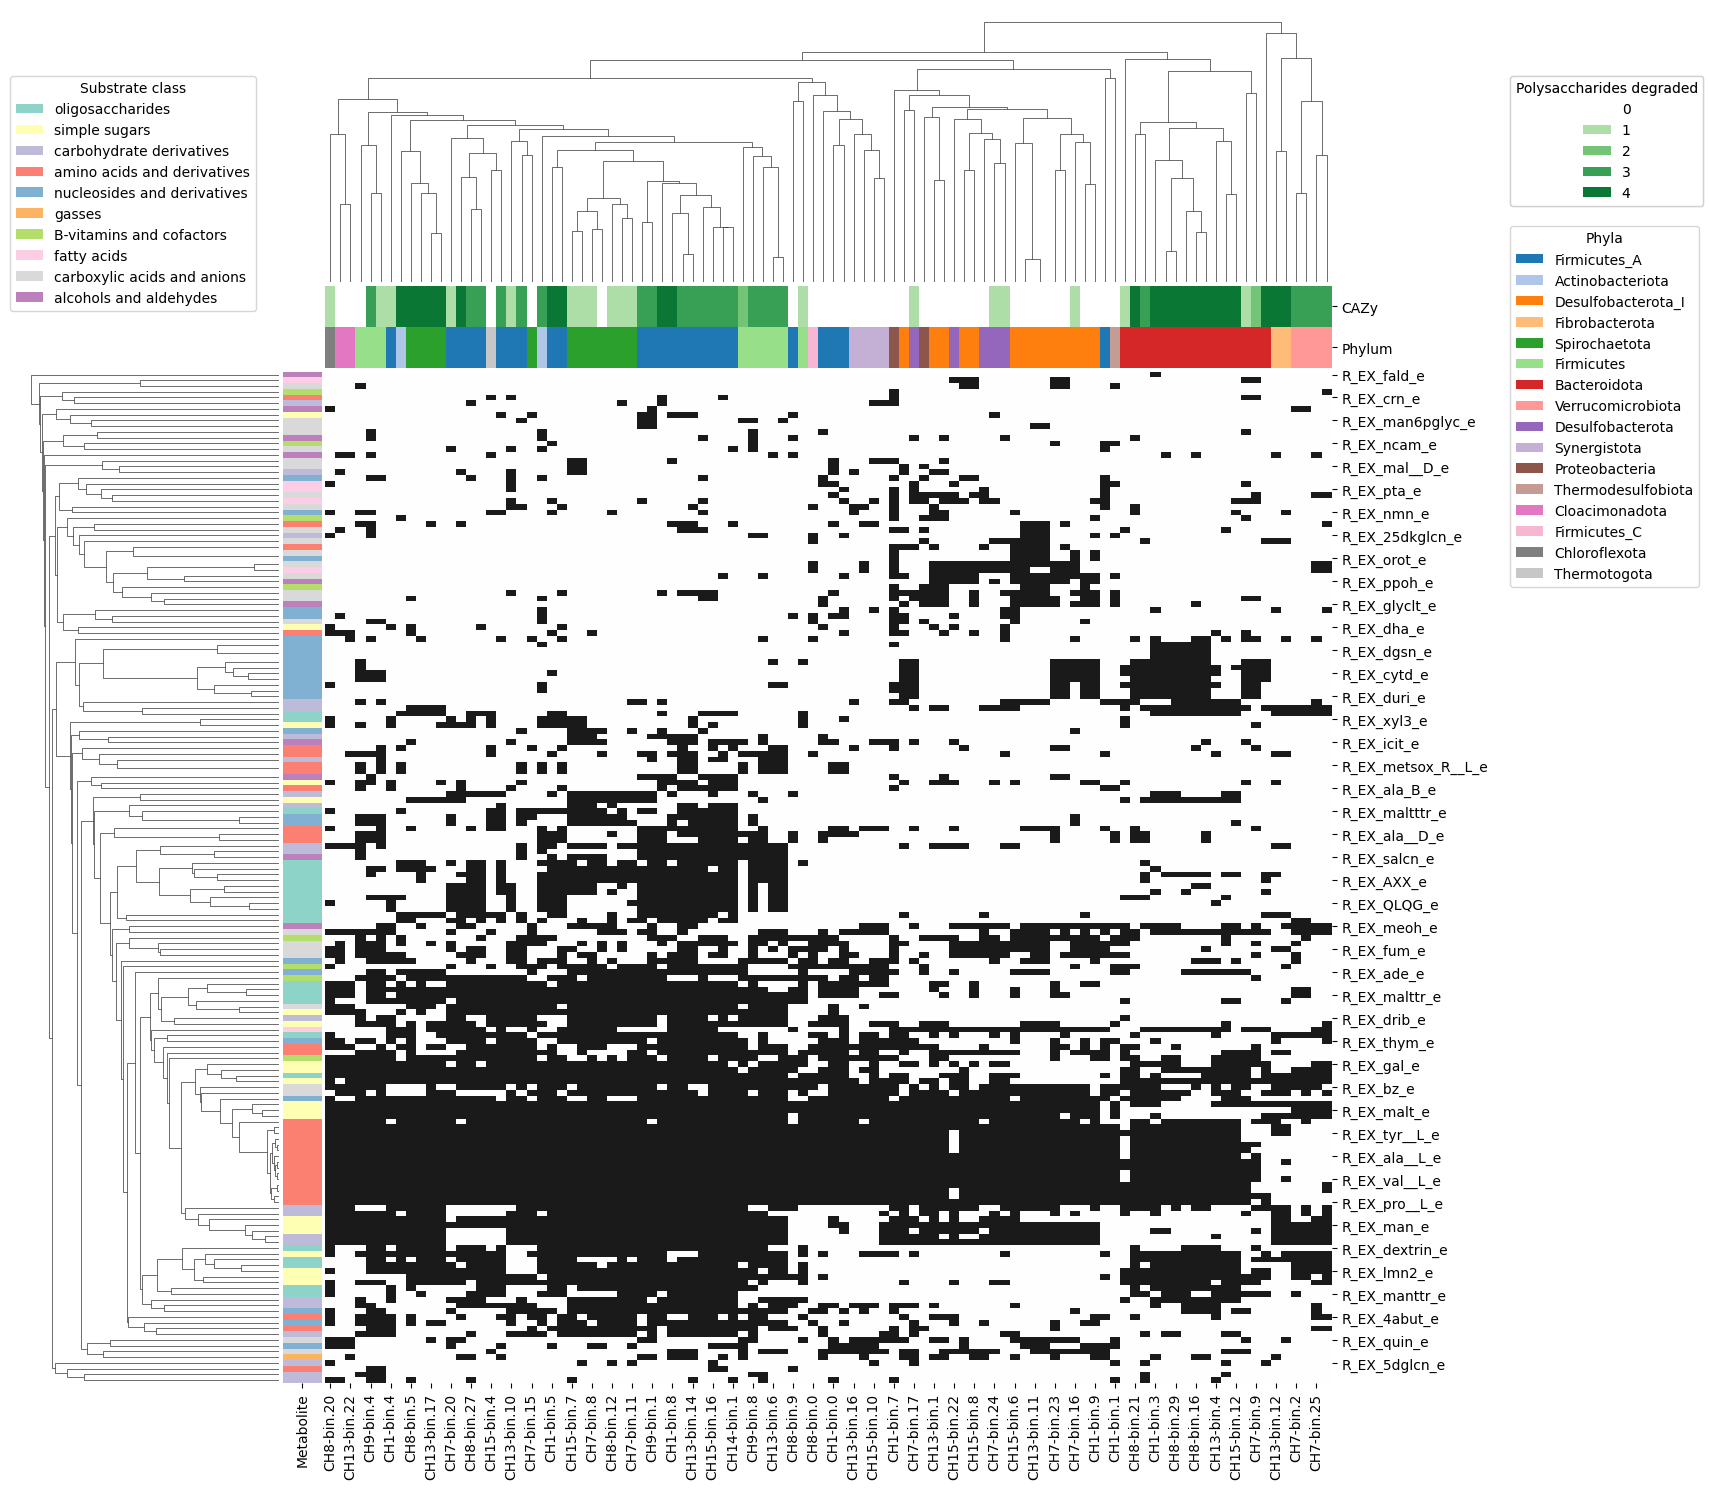 Substrate class
oligosaccharides
simple sugars
carbohydrate derivatives
amino acids and derivatives
nucleosides and derivatives
gasses
B-vitamins and cofactors
fatty acids
carboxylic acids and anions
alcohols and aldehydes
Polysaccharides degraded
0
1
2
3
4
Phyla
Firmicutes_A
Actinobacteriota
Desulfobacterota_I
Fibrobacterota
Spirochaetota
Firmicutes
Bacteroidota
Verrucomicrobiota
Desulfobacterota
Synergistota
Proteobacteria
Thermodesulfobiota
Cloacimonadota
Firmicutes_C
Chloroflexota
Thermotogota
CAZy
Phylum
R_EX_fald_e
R_EX_crn_e
R_EX_man6pglyc_e
R_EX_ncam_e
R_EX_mal__D_e
R_EX_pta_e
R_EX_nmn_e
R_EX_25dkglcn_e
R_EX_orot_e
R_EX_ppoh_e
R_EX_glyclt_e
R_EX_dha_e
R_EX_dgsn_e
R_EX_cytd_e
R_EX_duri_e
R_EX_xyl3_e
R_EX_icit_e
R_EX_metsox_R__L_e
R_EX_ala_B_e
R_EX_maltttr_e
R_EX_ala__D_e
R_EX_salcn_e
R_EX_AXX_e
R_EX_QLQG_e
R_EX_meoh_e
R_EX_fum_e
R_EX_ade_e
R_EX_malttr_e
R_EX_drib_e
R_EX_thym_e
R_EX_gal_e
R_EX_bz_e
R_EX_malt_e
R_EX_tyr__L_e
R_EX_ala__L_e
R_EX_val__L_e
R_EX_pro__L_e
R_EX_man_e
R_EX_dextrin_e
R_EX_lmn2_e
R_EX_manttr_e
R_EX_4abut_e
R_EX_quin_e
R_EX_5dglcn_e
Metabolite
CH8-bin.20
CH13-bin.22
CH9-bin.4
CH1-bin.4
CH8-bin.5
CH13-bin.17
CH7-bin.20
CH8-bin.27
CH15-bin.4
CH13-bin.10
CH7-bin.15
CH1-bin.5
CH15-bin.7
CH7-bin.8
CH8-bin.12
CH7-bin.11
CH9-bin.1
CH1-bin.8
CH13-bin.14
CH15-bin.16
CH14-bin.1
CH9-bin.8
CH13-bin.6
CH8-bin.9
CH8-bin.0
CH1-bin.0
CH13-bin.16
CH15-bin.10
CH1-bin.7
CH7-bin.17
CH13-bin.1
CH15-bin.22
CH15-bin.8
CH7-bin.24
CH15-bin.6
CH13-bin.11
CH7-bin.23
CH7-bin.16
CH1-bin.9
CH1-bin.1
CH8-bin.21
CH1-bin.3
CH8-bin.29
CH8-bin.16
CH13-bin.4
CH15-bin.12
CH7-bin.9
CH13-bin.12
CH7-bin.2
CH7-bin.25